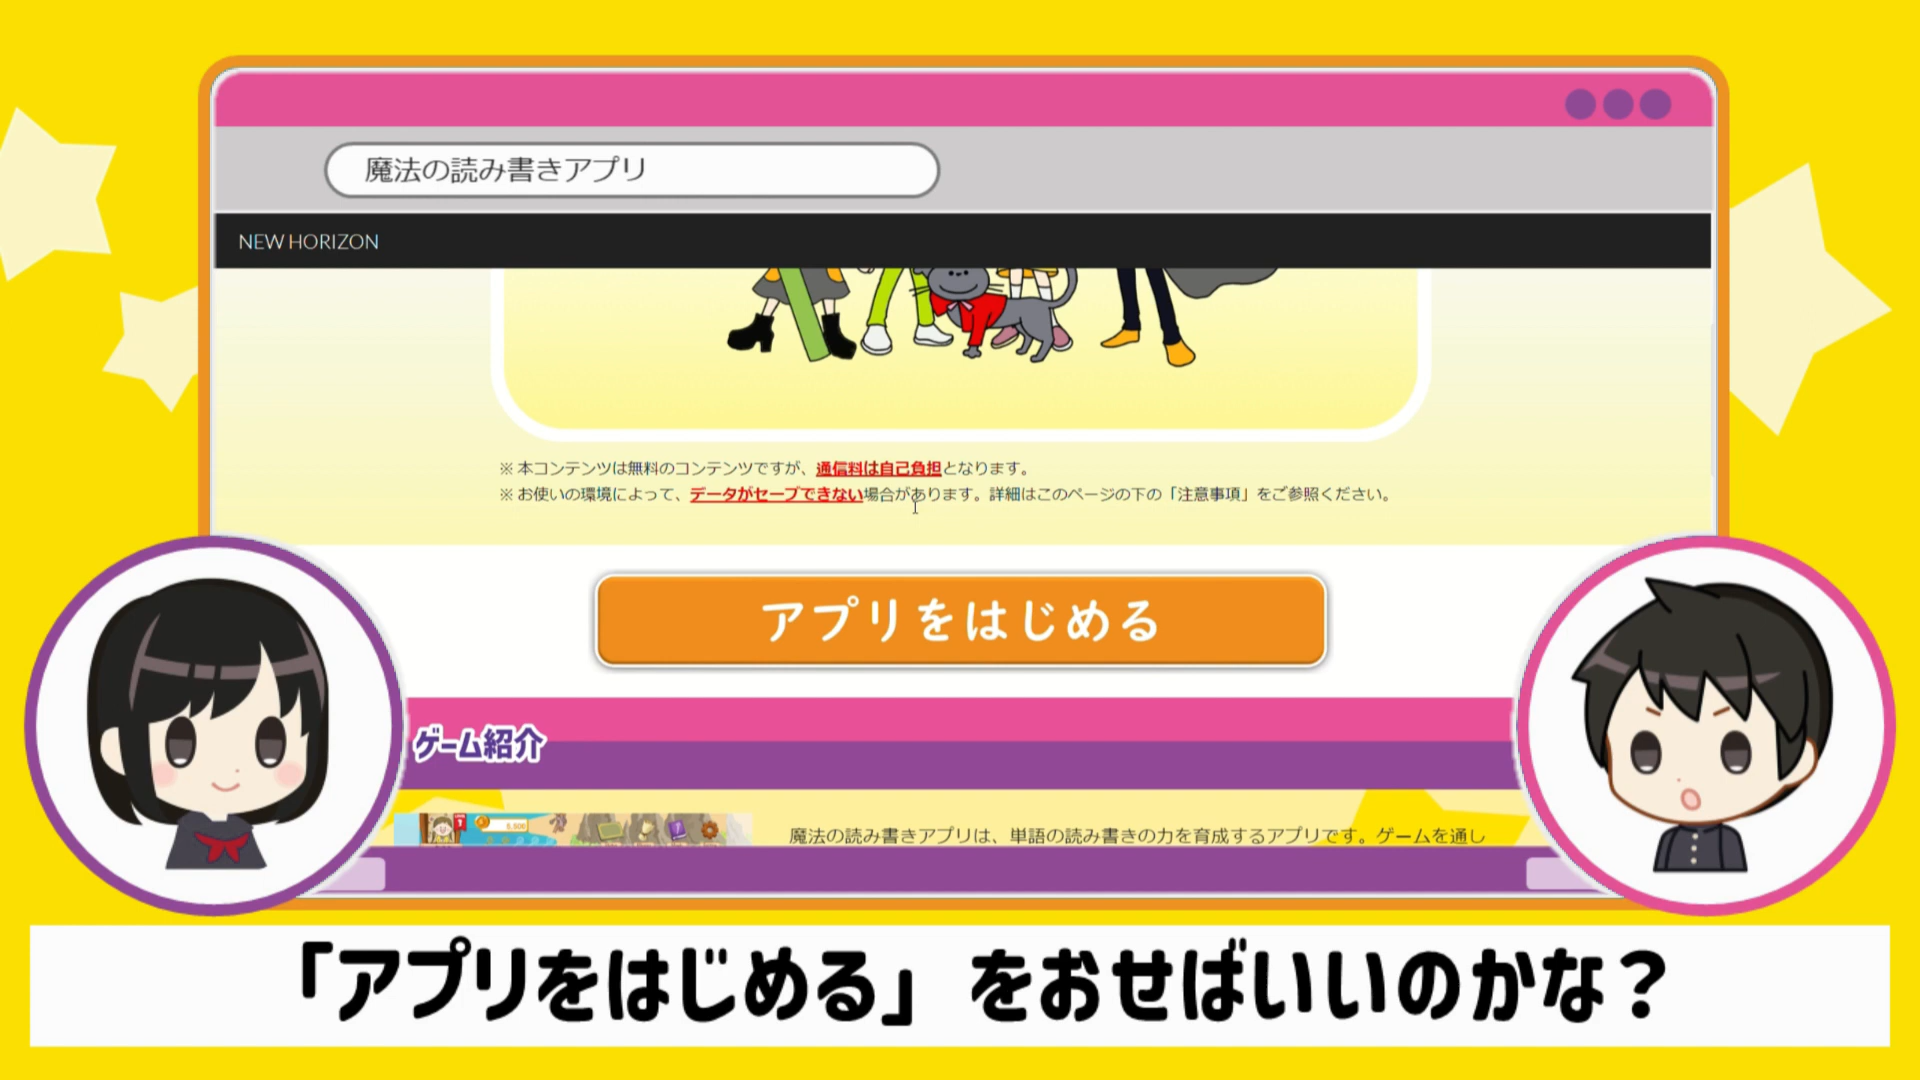 魔法の読み書きアプリ
NEW HORIZON
※ 本コンテンツは無料のコンテンツですが、通信料は自己負担となります。
※ お使いの環境によって、データがセーブできない場合があります。詳細はこのページの下の「注意事項」をご参照ください。
アプリをはじめる
ゲーム紹介
魔法の読み書きアプリは、単語の読み書きの力を育成するアプリです。ゲームを通し
「アプリをはじめる」をおせばいいのかな？